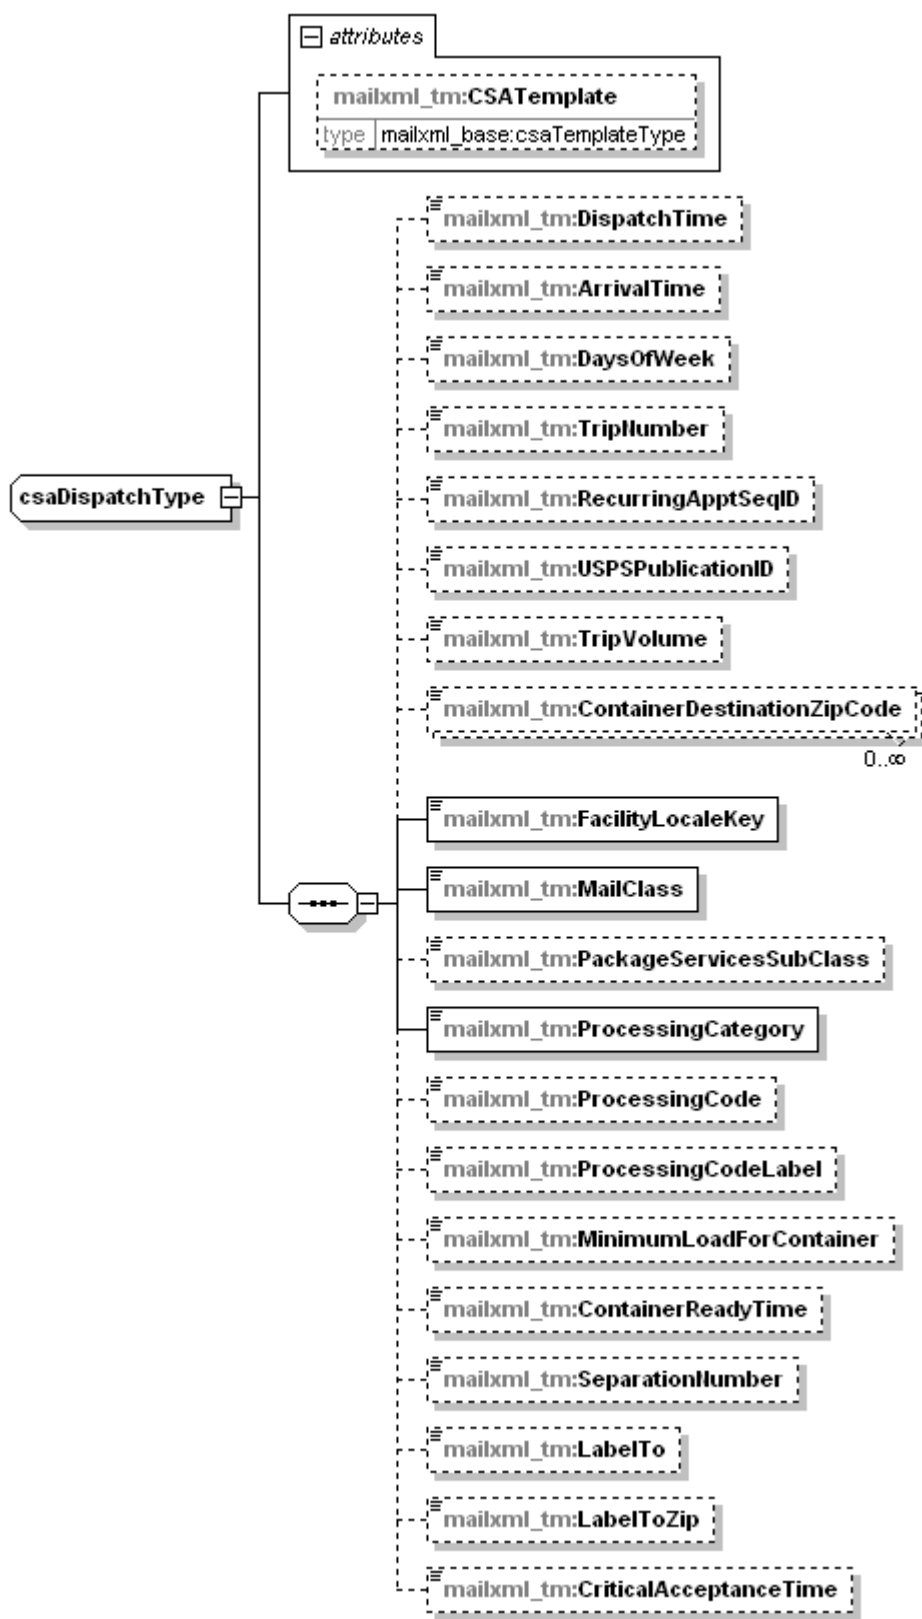 attributes
mailxml_tm:CSATemplate
type mailxml_base:csaTemplateType
mailxml_tm:DispatchTime
mailxml_tm:ArrivalTime
mailxml_tm:DaysOfWeek
mailxml_tm:TripNumber
csaDispatchType
mailxml_tm:RecurringApptSeqID
mailxml_tm:USPSPublicationID
mailxml_tm:TripVolume
mailxml_tm:ContainerDestinationZipCode
0..∞
mailxml_tm:FacilityLocaleKey
mailxml_tm:MailClass
mailxml_tm:PackageServicesSubClass
mailxml_tm:ProcessingCategory
mailxml_tm:ProcessingCode
mailxml_tm:ProcessingCodeLabel
mailxml_tm:MinimumLoadForContainer
mailxml_tm:ContainerReadyTime
mailxml_tm:SeparationNumber
mailxml_tm:LabelTo
mailxml_tm:LabelToZip
mailxml_tm:CriticalAcceptanceTime